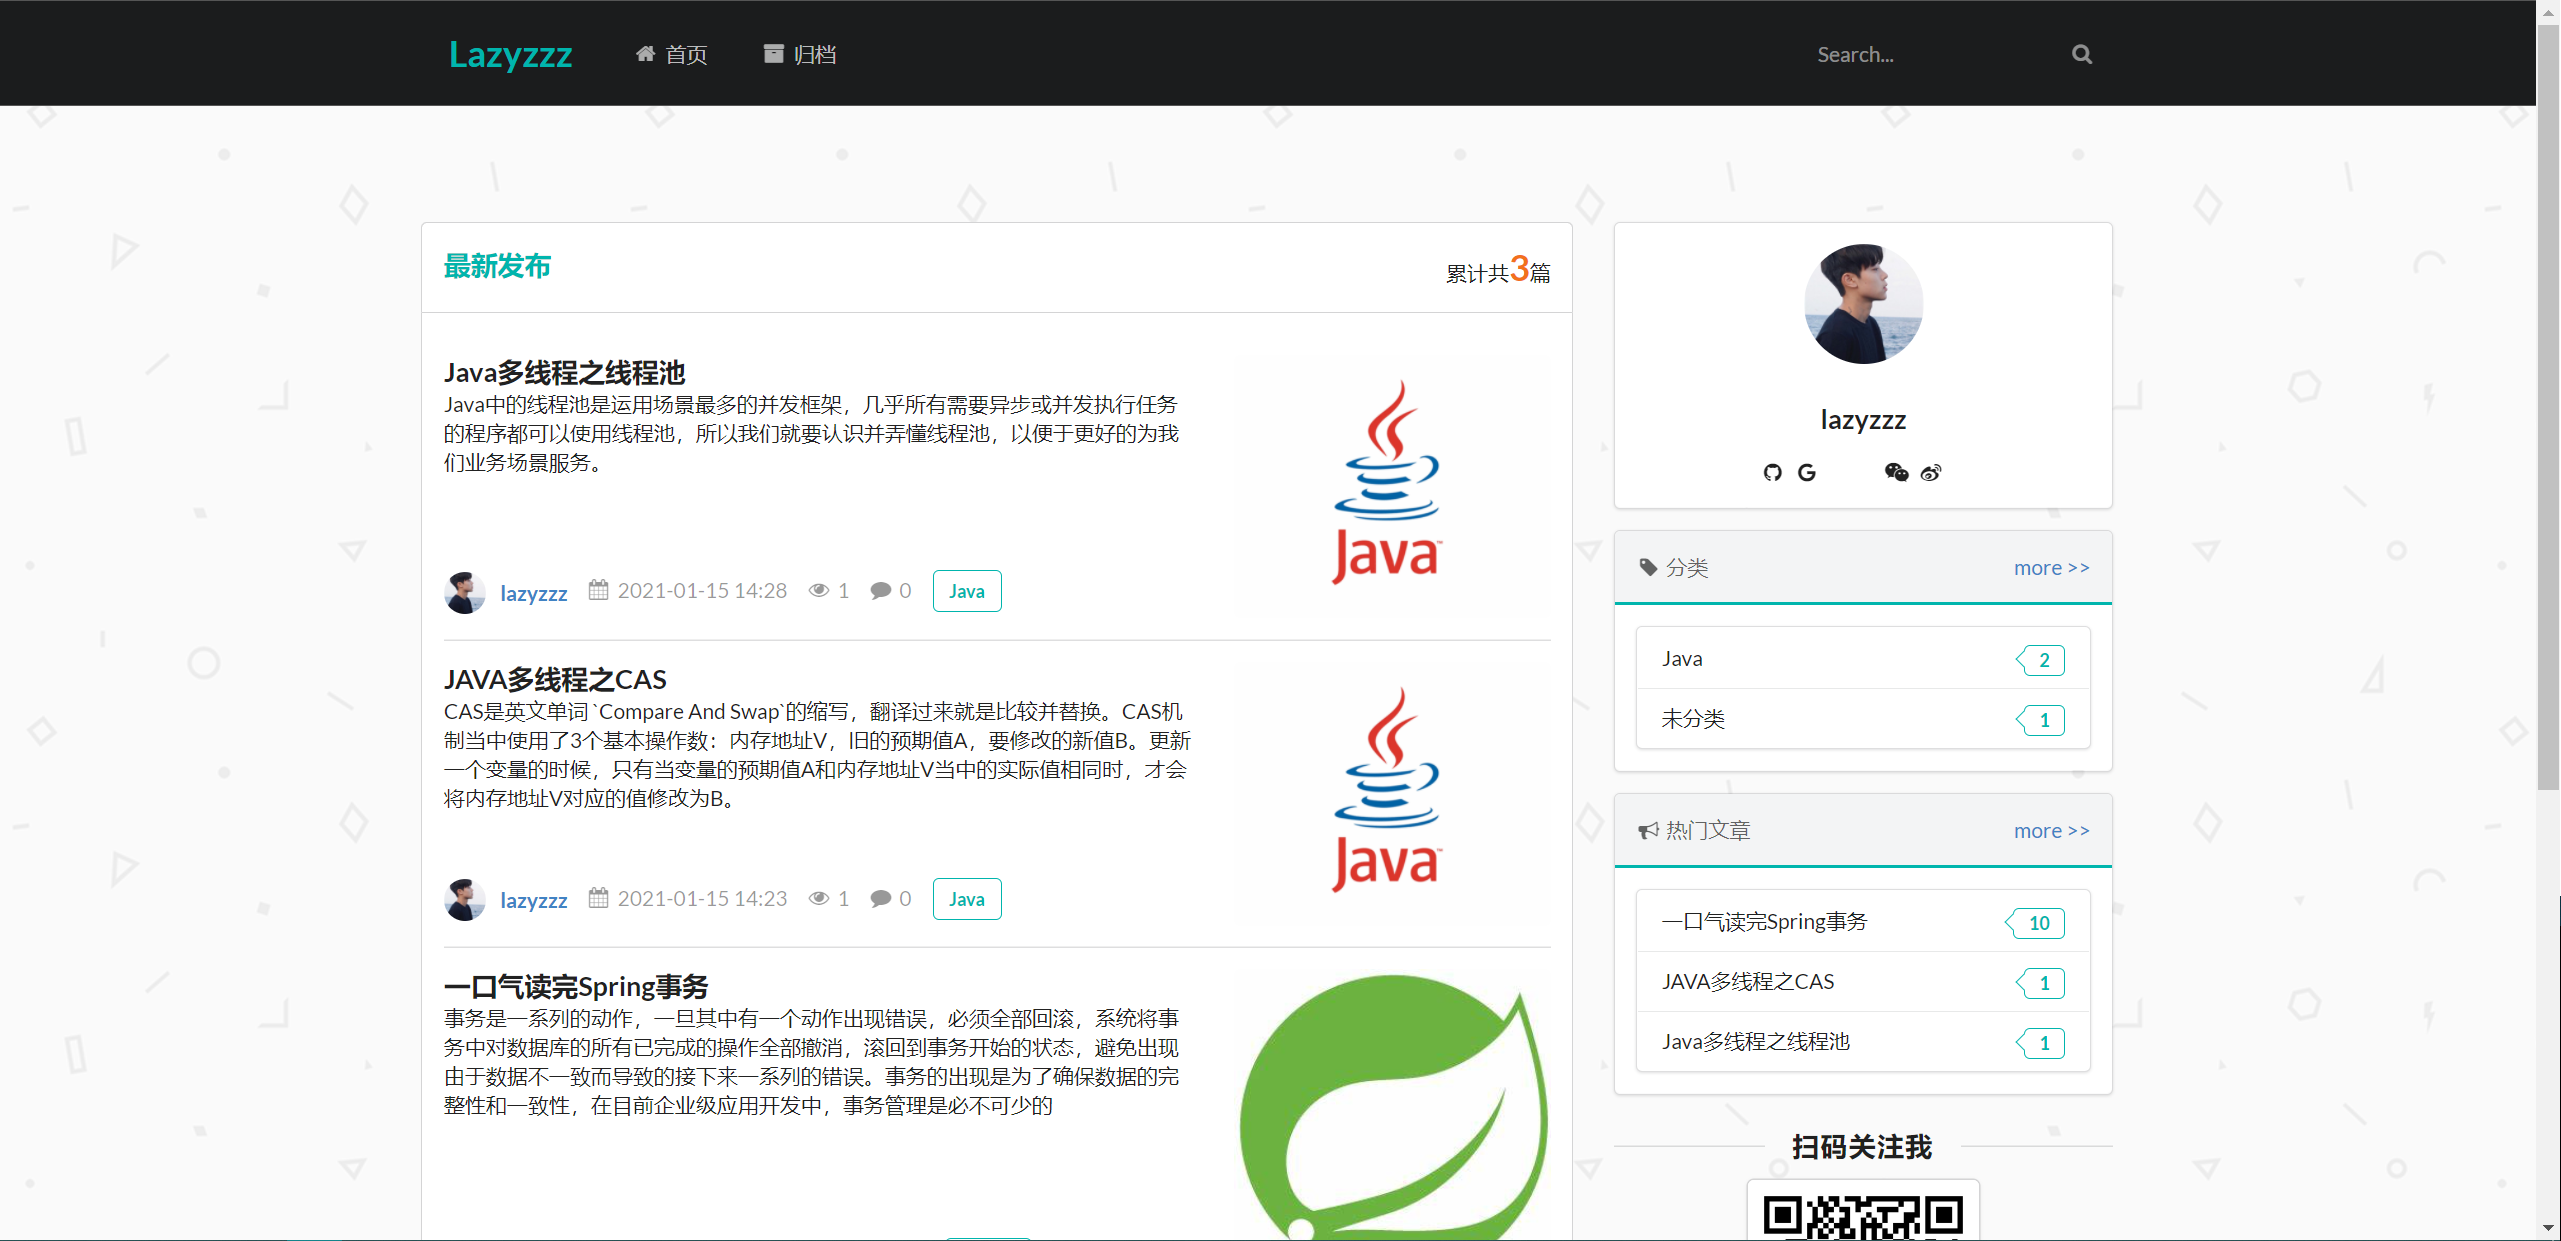 Lazyzzz
首页
归档
Search...
最新发布
累计共3篇
Java多线程之线程池
Java中的线程池是运用场景最多的并发框架，几乎所有需要异步或并发执行任务
的程序都可以使用线程池，所以我们就要认识并弄懂线程池，以便于更好的为我
们业务场景服务。
lazyzzz 2021-01-15 14:28 1 0 Java
Java™
JAVA多线程之CAS
CAS是英文单词 `Compare And Swap`的缩写，翻译过来就是比较并替换。CAS机
制当中使用了3个基本操作数：内存地址V，旧的预期值A，要修改的新值B。更新
一个变量的时候，只有当变量的预期值A和内存地址V当中的实际值相同时，才会
将内存地址V对应的值修改为B。
lazyzzz 2021-01-15 14:23 1 0 Java
Java™
一口气读完Spring事务
事务是一系列的动作，一旦其中有一个动作出现错误，必须全部回滚，系统将事
务中对数据库的所有已完成的操作全部撤消，滚回到事务开始的状态，避免出现
由于数据不一致而导致的接下来一系列的错误。事务的出现是为了确保数据的完
整性和一致性，在目前企业级应用开发中，事务管理是必不可少的
lazyzzz
分类 more >>
Java 2
未分类 1
热门文章 more >>
一口气读完Spring事务 10
JAVA多线程之CAS 1
Java多线程之线程池 1
扫码关注我